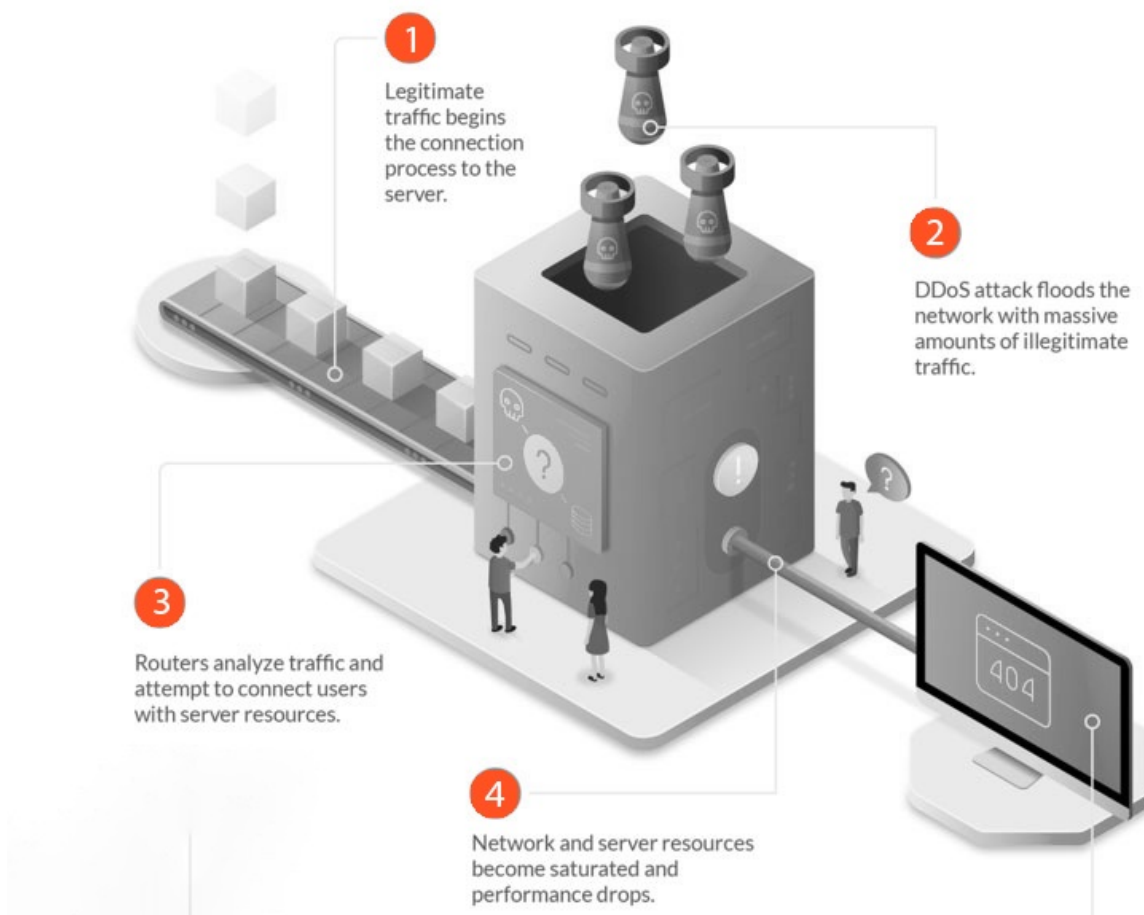 1
Legitimate
traffic begins
the connection
process to the
server.
2
DDoS attack floods the
network with massive
amounts of illegitimate
traffic.
?
!
?
3
Routers analyze traffic and
attempt to connect users
with server resources.
404
4
Network and server resources
become saturated and
performance drops.